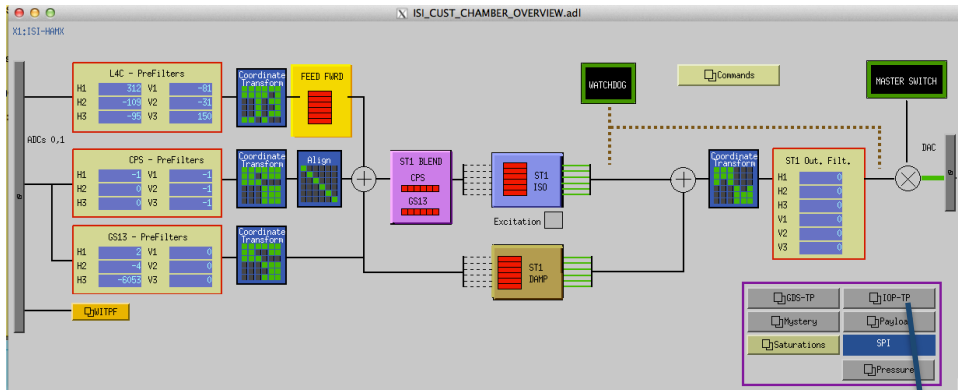 ISI_CUST_CHAMBER_OVERVIEW.adl
X1:ISI-HAMX
L4C - PreFilters
H1 312 V1 -81
H2 -109 V2 -31
H3 -95 V3 150
Coordinate
Transform
FEED FWRD
WATCHDOG
Commands
MASTER SWITCH
ADCs 0,1
CPS - PreFilters
H1 -1 V1 -1
H2 0 V2 -1
H3 0 V3 -1
Coordinate
Transform
Align
ST1 BLEND
CPS
GS13
ST1
ISO
Excitation
Coordinate
Transform
ST1 Out. Filt.
H1 0
H2 0
H3 0
V1 0
V2 0
V3 0
DAC
GS13 - PreFilters
H1 2 V1 0
H2 -4 V2 0
H3 -6053 V3 0
Coordinate
Transform
ST1
DAMP
WITPF
GDS-TP
IOP-TP
Mystery
Payload
Saturations
SPI
Pressure